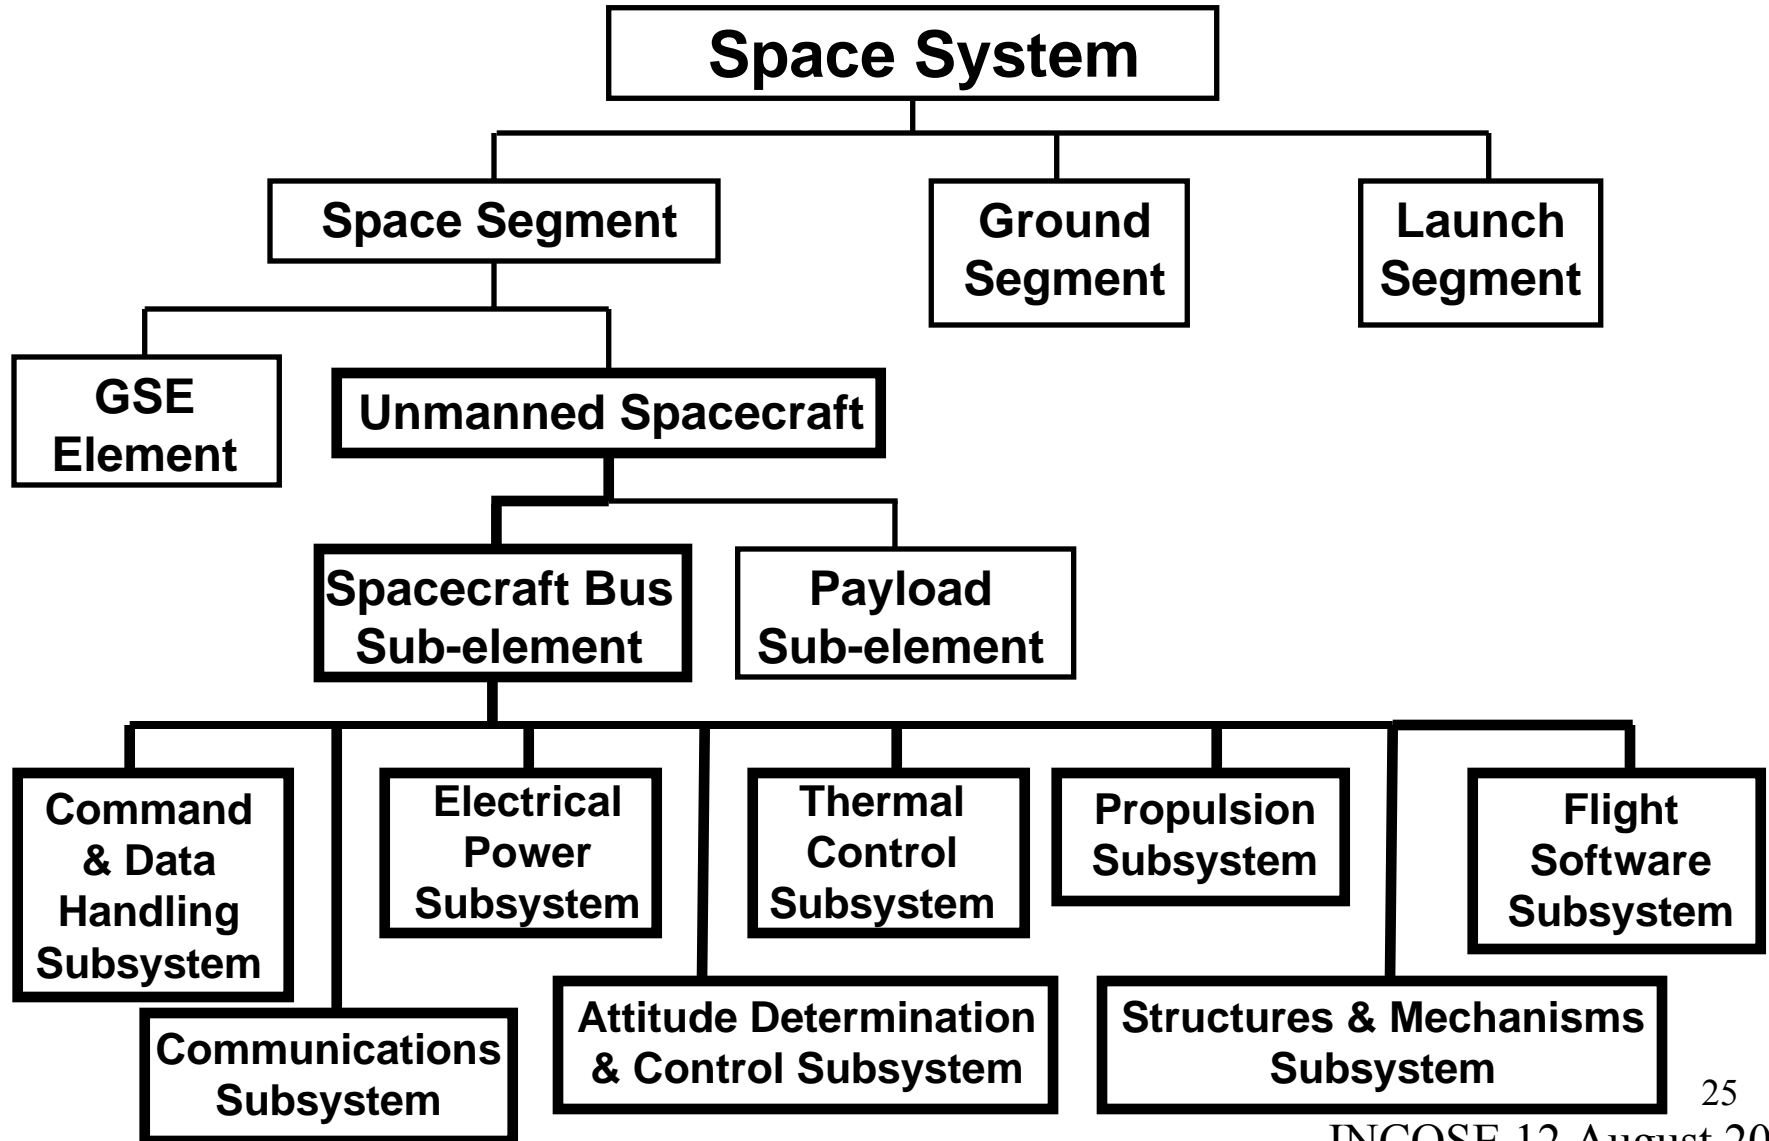 Space System
Space Segment
Ground
Segment
Launch
Segment
GSE
Element
Unmanned Spacecraft
Spacecraft Bus
Sub-element
Payload
Sub-element
Command
& Data
Handling
Subsystem
Communications
Subsystem
Electrical
Power
Subsystem
Attitude Determination
& Control Subsystem
Thermal
Control
Subsystem
Propulsion
Subsystem
Structures & Mechanisms
Subsystem
Flight
Software
Subsystem
25
INCOSE 12 August 20